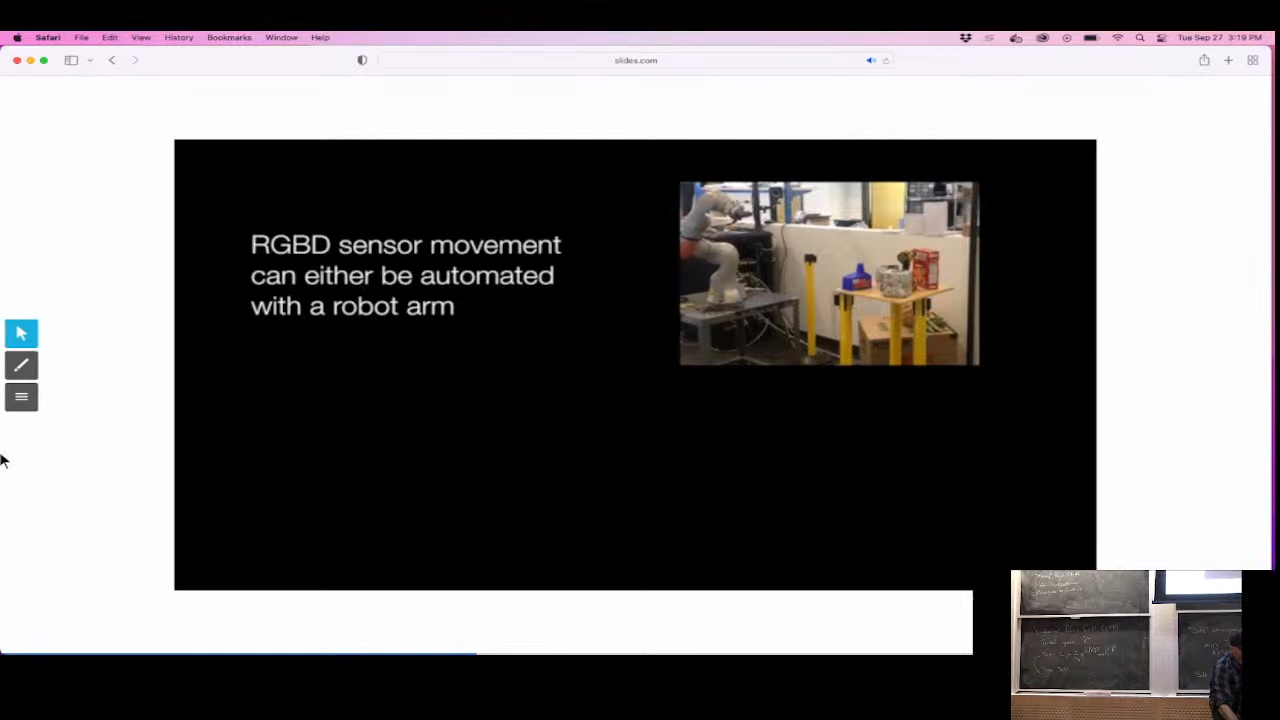 Safari File Edit View History Bookmarks Window Help Tue Sep 27 3:19 PM
slides.com
RGBD sensor movement
can either be automated
with a robot arm